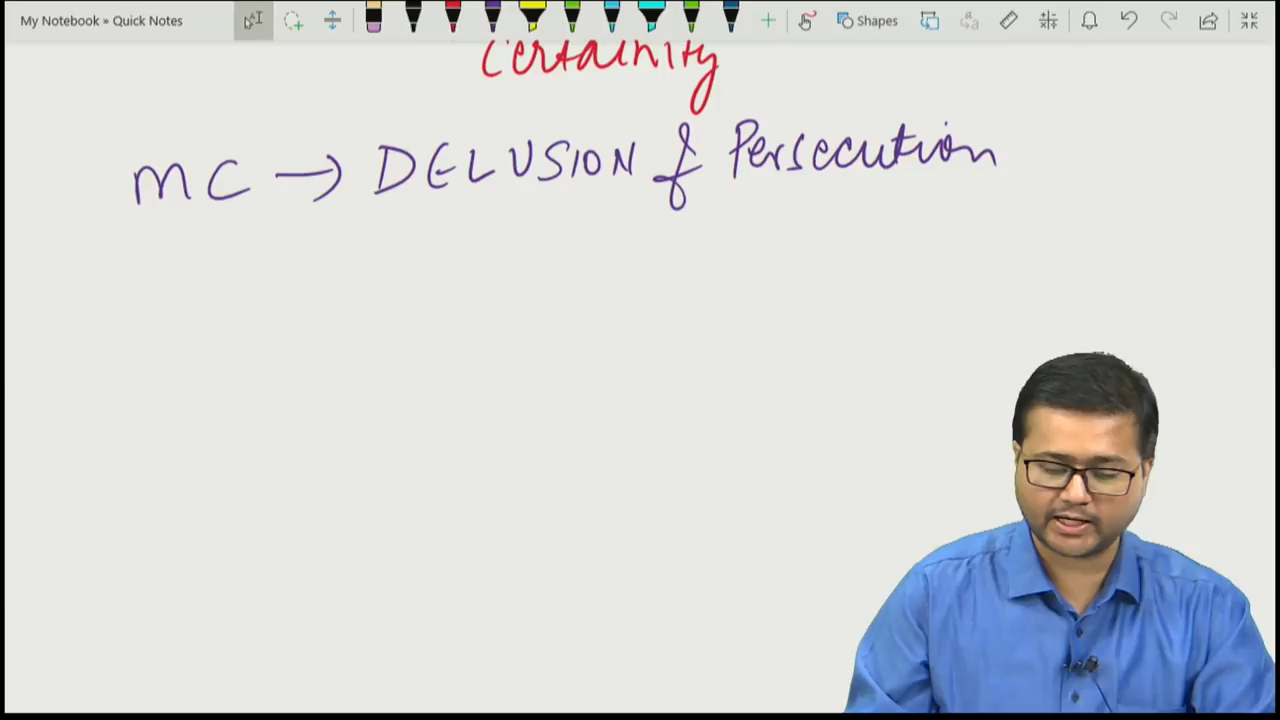 My Notebook » Quick Notes
Shapes
Certainity
MC → DELUSION of Persecution